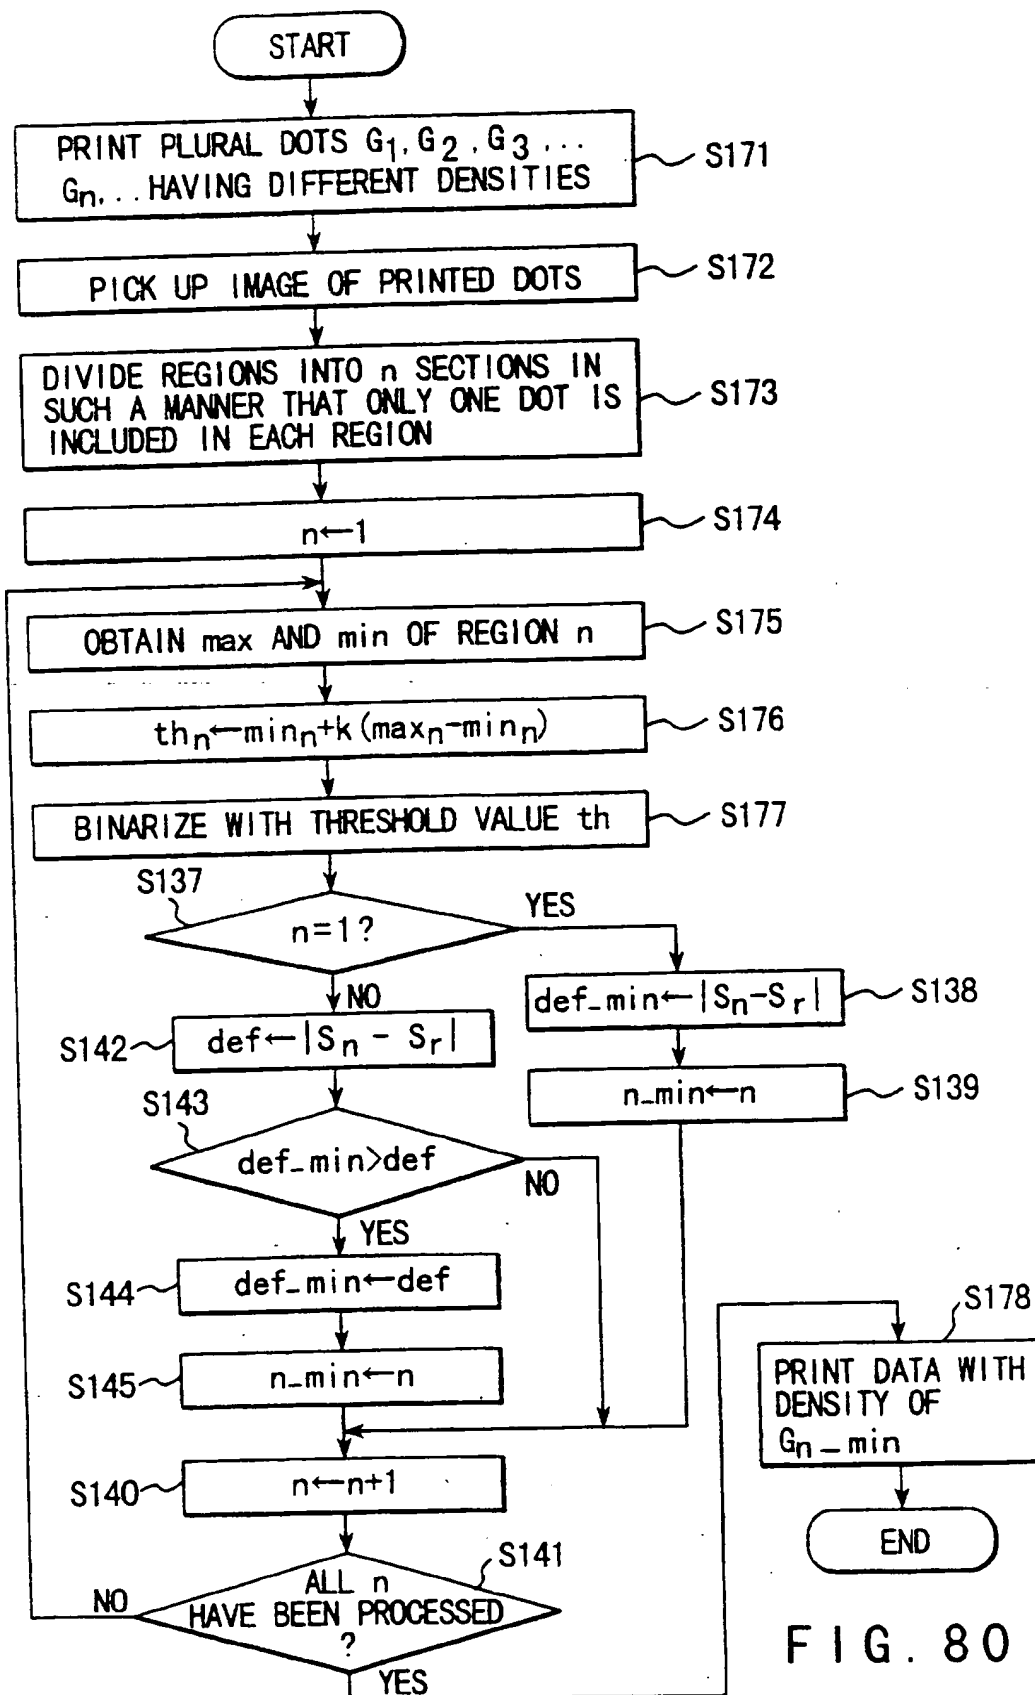 START
PRINT PLURAL DOTS G1, G2, G3 ...
Gn, ... HAVING DIFFERENT DENSITIES
S171
PICK UP IMAGE OF PRINTED DOTS
S172
DIVIDE REGIONS INTO n SECTIONS IN
SUCH A MANNER THAT ONLY ONE DOT IS
INCLUDED IN EACH REGION
S173
n←1
S174
OBTAIN max AND min OF REGION n
S175
thn←minn+k(maxn-minn)
S176
BINARIZE WITH THRESHOLD VALUE th
S177
S137
n=1?
YES
NO
def_min←|Sn-Sr|
S138
n_min←n
S139
S142
def←|Sn - Sr|
S143
def_min>def
NO
YES
S144
def_min←def
S145
n_min←n
S140
n←n+1
S141
ALL n
HAVE BEEN PROCESSED
?
NO
YES
S178
PRINT DATA WITH
DENSITY OF
Gn_min
END
FIG. 80